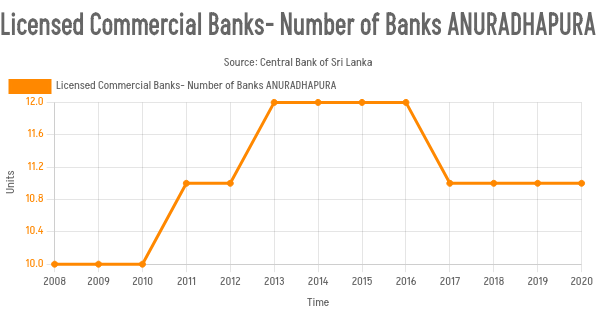 Licensed Commercial Banks- Number of Banks ANURADHAPURA
Source: Central Bank of Sri Lanka
Licensed Commercial Banks- Number of Banks ANURADHAPURA
12.0
11.6
11.2
10.8
10.4
10.0
Units
2008 2009 2010 2011 2012 2013 2014 2015 2016 2017 2018 2019 2020
Time